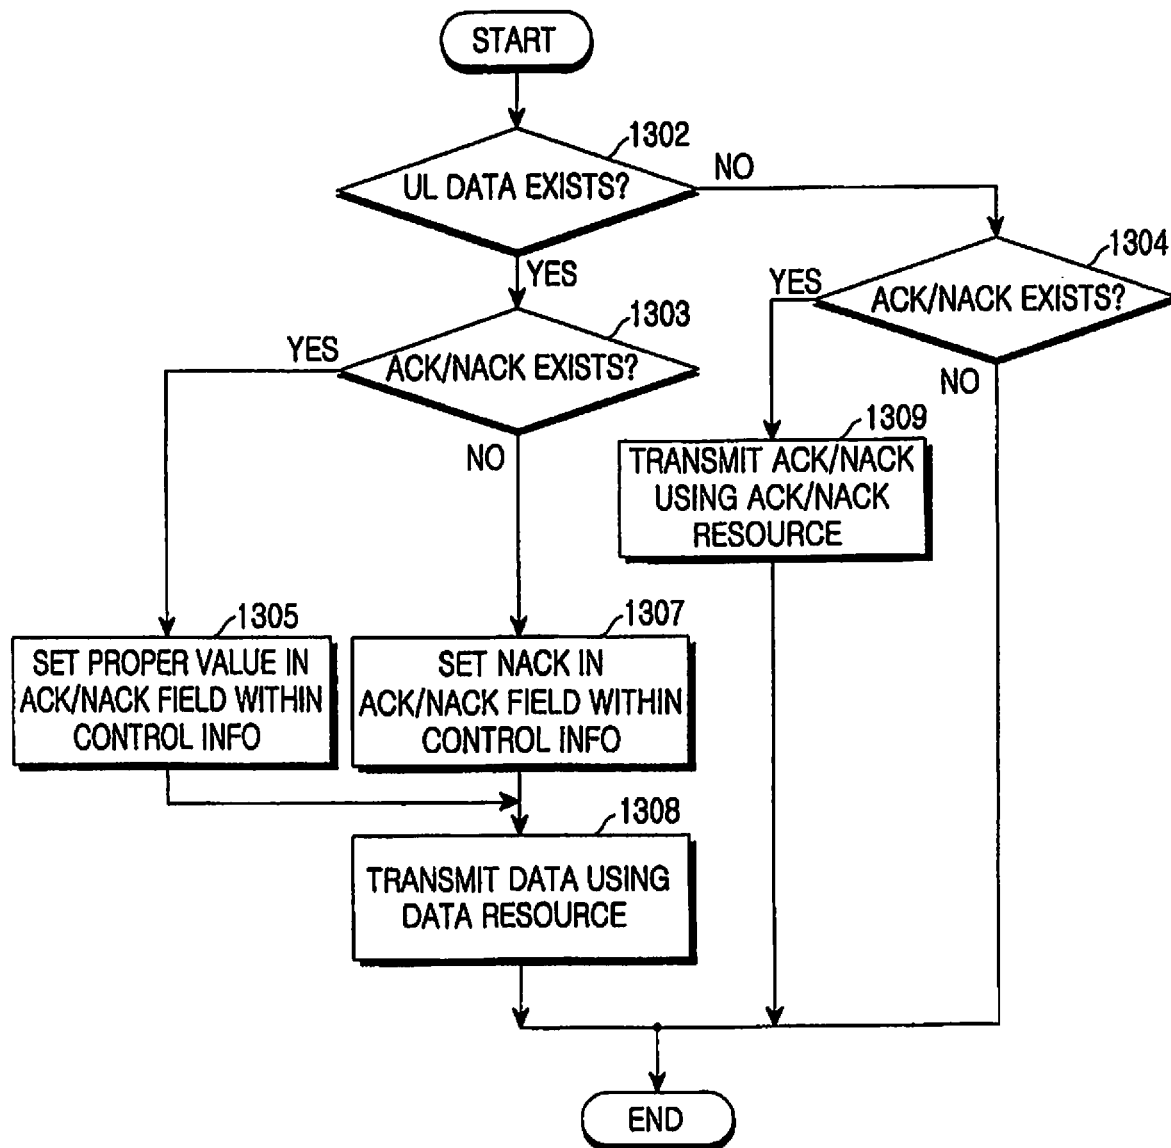 START
1302
UL DATA EXISTS?
NO
YES
1304
ACK/NACK EXISTS?
YES
NO
1303
ACK/NACK EXISTS?
YES
NO
1309
TRANSMIT ACK/NACK
USING ACK/NACK
RESOURCE
1305
SET PROPER VALUE IN
ACK/NACK FIELD WITHIN
CONTROL INFO
1307
SET NACK IN
ACK/NACK FIELD WITHIN
CONTROL INFO
1308
TRANSMIT DATA USING
DATA RESOURCE
END